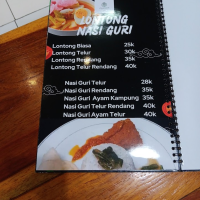 LONTONG
NASI GURI
Lontong Biasa 25k
Lontong Telur 30k
Lontong Rendang 35k
Lontong Telur Rendang 40k
Nasi Guri Telur 28k
Nasi Guri Rendang 35k
Nasi Guri Ayam Kampung 35k
Nasi Guri Telur Rendang 40k
Nasi Guri Ayam Telur 40k